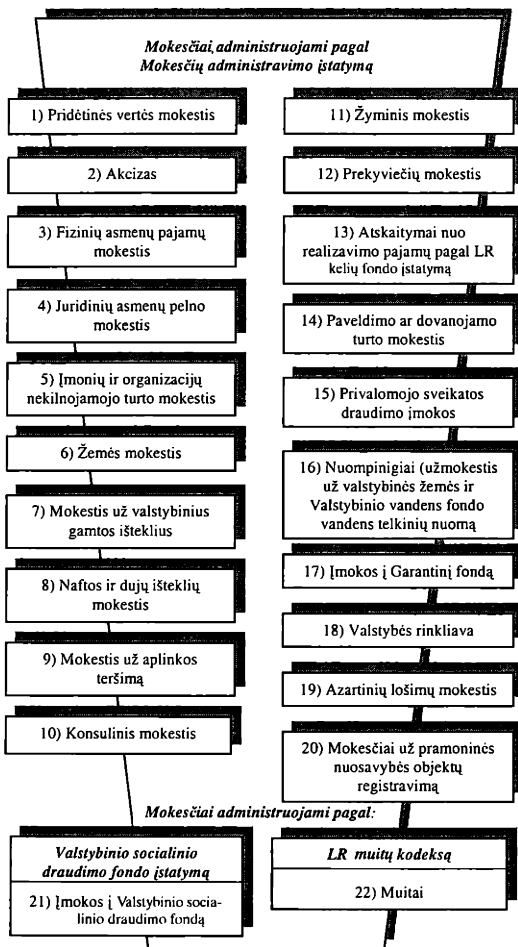 Mokesčiai, administruojami pagal
Mokesčių administravimo įstatymą
1) Pridėtinės vertės mokestis
2) Akcizas
3) Fizinių asmenų pajamų
mokestis
4) Juridinių asmenų pelno
mokestis
5) Įmonių ir organizacijų
nekilnojamojo turto mokestis
6) Žemės mokestis
7) Mokestis už valstybinius
gamtos išteklius
8) Naftos ir dujų išteklių
mokestis
9) Mokestis už aplinkos
teršimą
10) Konsulinis mokestis
11) Žyminis mokestis
12) Prekyviečių mokestis
13) Atskaitymai nuo
realizavimo pajamų pagal LR
kelių fondo įstatymą
14) Paveldimo ar dovanojamo
turto mokestis
15) Privalomojo sveikatos
draudimo įmokos
16) Nuompinigiai (užmokestis
už valstybinės žemės ir
Valstybinio vandens fondo
vandens telkinių nuomą
17) Įmokos į Garantinį fondą
18) Valstybės rinkliava
19) Azartinių lošimų mokestis
20) Mokesčiai už pramoninės
nuosavybės objektų
registravimą
Mokesčiai administruojami pagal:
Valstybinio socialinio
draudimo fondo įstatymą
21) Įmokos į Valstybinio socia-
linio draudimo fondą
LR muitų kodeksą
22) Muitai